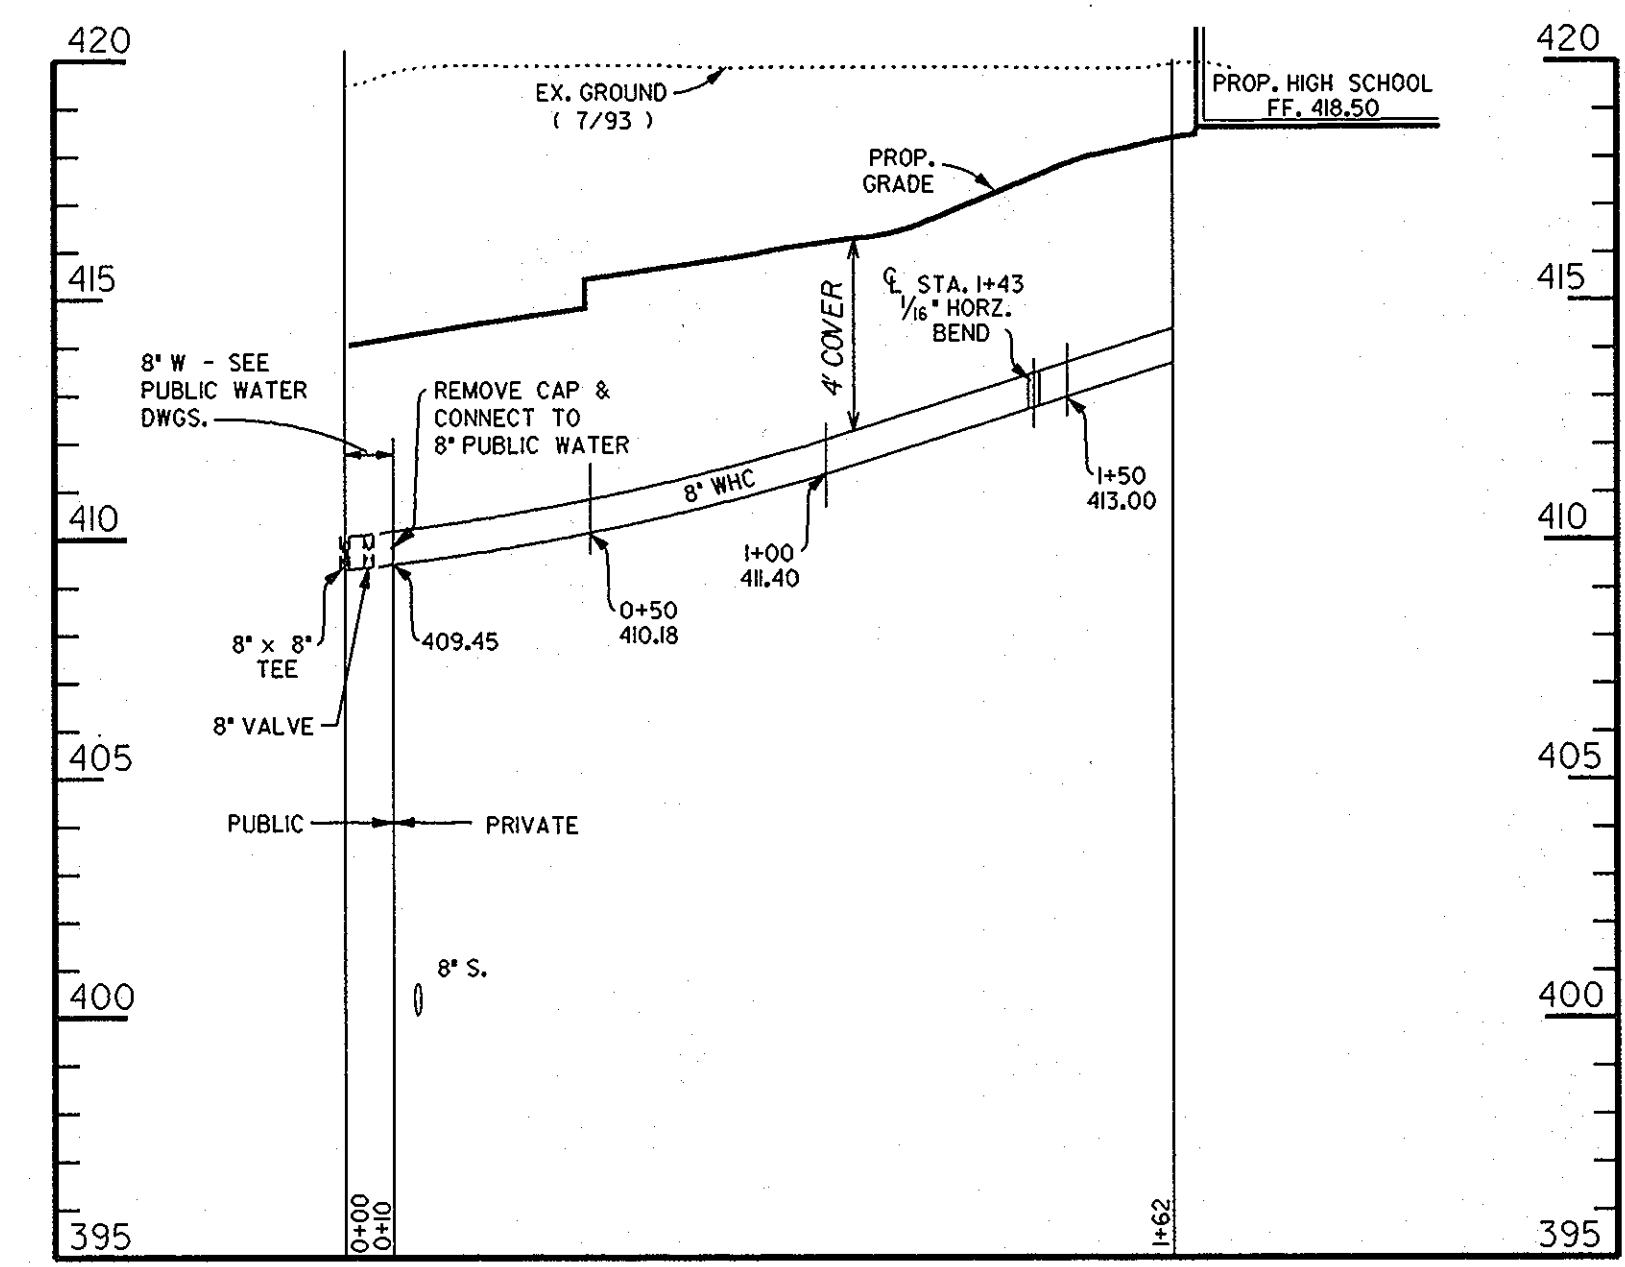 420
420
EX. GROUND
( 7/93 )
PROP. HIGH SCHOOL
FF. 418.50
PROP.
GRADE
415
415
℄ STA. 1+43
1/16" HORZ.
BEND
4' COVER
8" W - SEE
PUBLIC WATER
DWGS.
REMOVE CAP &
CONNECT TO
8" PUBLIC WATER
8" WHC
1+50
413.00
410
410
1+00
411.40
0+50
410.18
409.45
8" x 8"
TEE
8" VALVE
405
405
PUBLIC
PRIVATE
8" S.
400
400
0+00
0+10
1+62
395
395